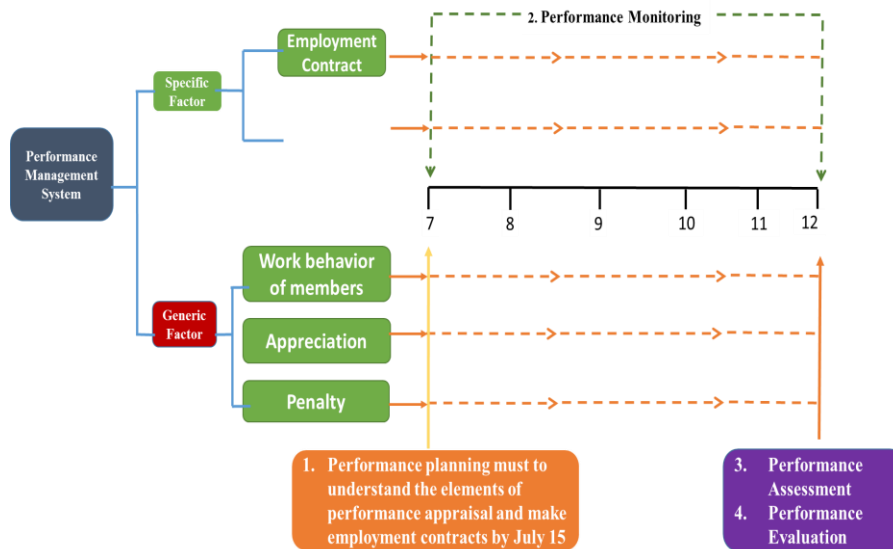 2. Performance Monitoring
Employment
Contract
Specific
Factor
Performance
Management
System
7 8 9 10 11 12
Work behavior
of members
Generic
Factor
Appreciation
Penalty
1. Performance planning must to
understand the elements of
performance appraisal and make
employment contracts by July 15
3. Performance
Assessment
4. Performance
Evaluation